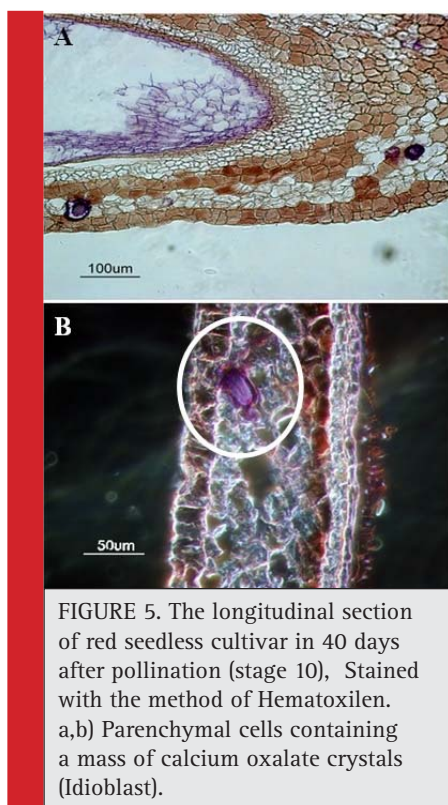 A
100um
B
50um
FIGURE 5. The longitudinal section
of red seedless cultivar in 40 days
after pollination (stage 10), Stained
with the method of Hematoxilen.
a,b) Parenchymal cells containing
a mass of calcium oxalate crystals
(Idioblast).